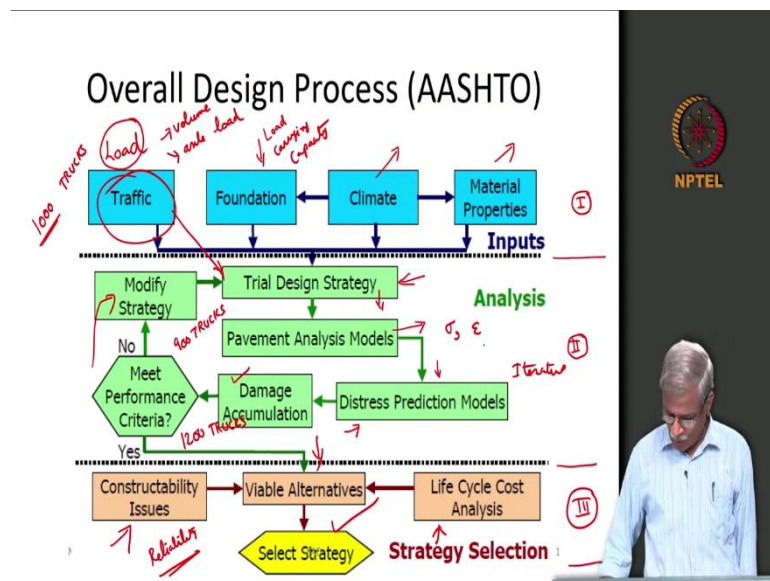 Overall Design Process (AASHTO)
NPTEL
1000 TRUCKS
Load
→ volume
→ axle load
Load
Carrying
Capacity
Traffic
Foundation
Climate
Material
Properties
I
Inputs
Modify
Strategy
Trial Design Strategy
Analysis
No
900 TRUCKS
Pavement Analysis Models
σ, ε
II
Meet
Performance
Criteria?
Damage
Accumulation
Distress Prediction Models
Iterative
Yes
1200 TRUCKS
Constructability
Issues
Viable Alternatives
Life Cycle Cost
Analysis
III
Reliability
Select Strategy
Strategy Selection